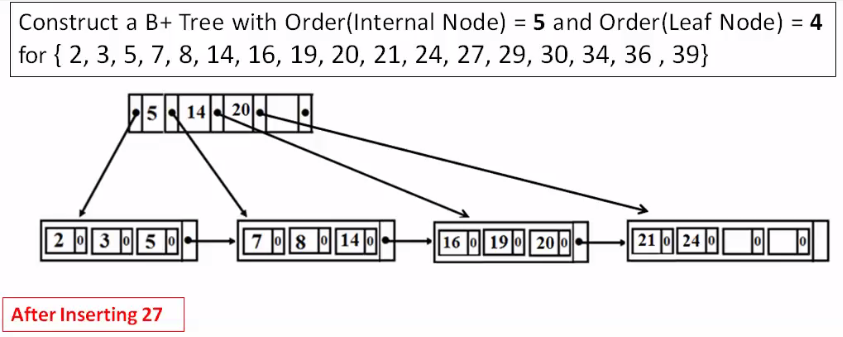 Construct a B+ Tree with Order(Internal Node) = 5 and Order(Leaf Node) = 4
for { 2, 3, 5, 7, 8, 14, 16, 19, 20, 21, 24, 27, 29, 30, 34, 36 , 39}
5 14 20
2 0 3 0 5 0 7 0 8 0 14 0 16 0 19 0 20 0 21 0 24 0 0 0
After Inserting 27